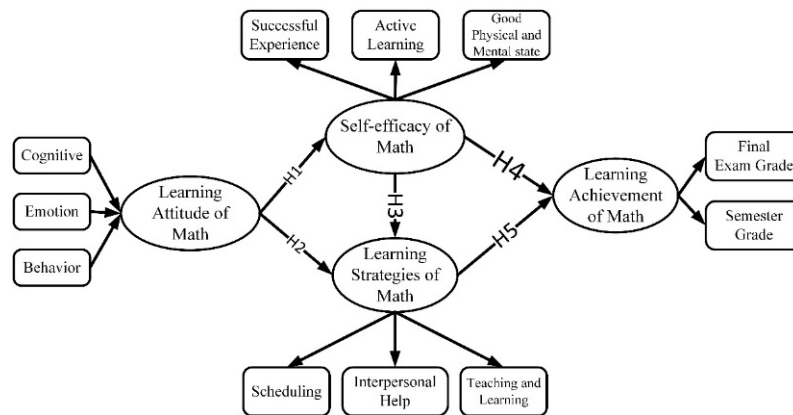 Successful
Experience
Active
Learning
Good
Physical and
Mental state
Self-efficacy of
Math
Cognitive
Emotion
Behavior
Learning
Attitude of
Math
H1
H2
H3
H4
H5
Learning
Achievement
of Math
Final
Exam Grade
Semester
Grade
Learning
Strategies of
Math
Scheduling
Interpersonal
Help
Teaching and
Learning